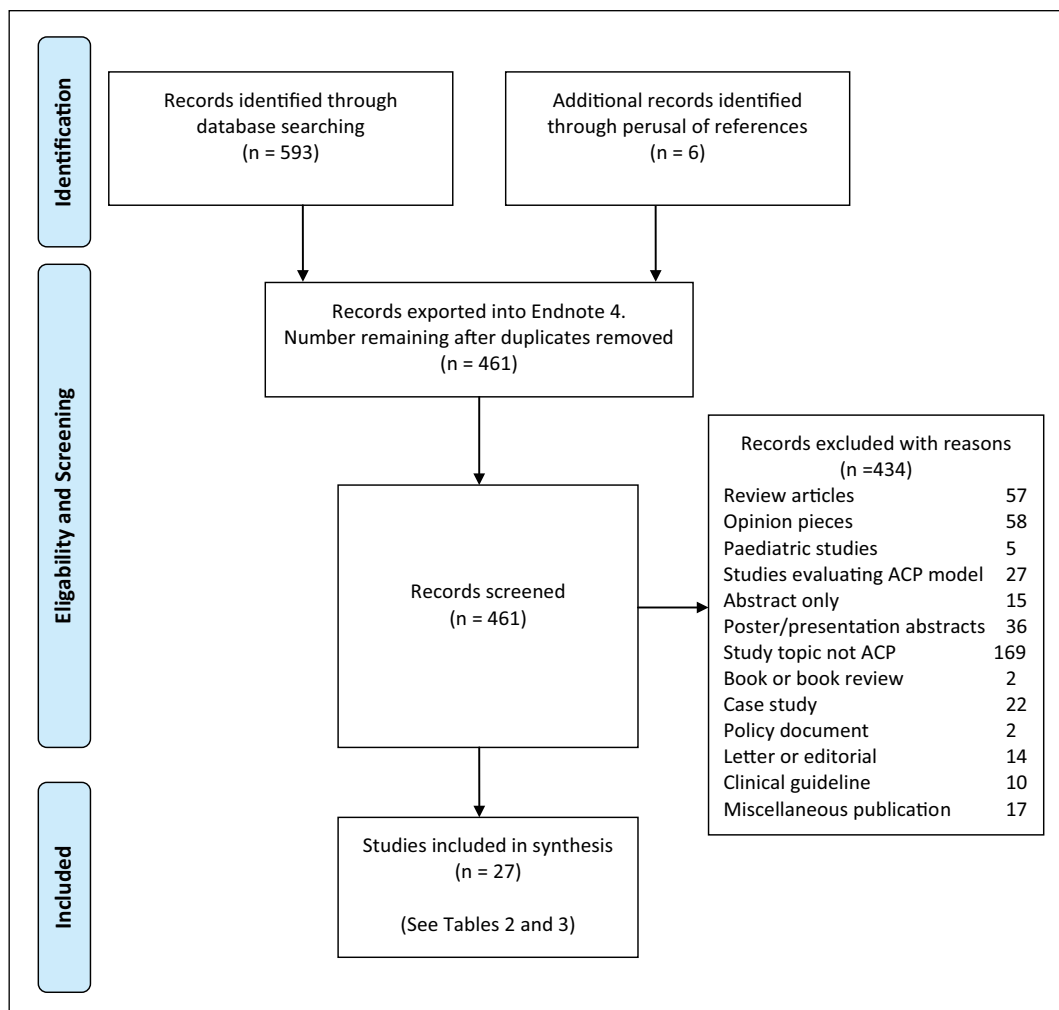 Identification
Records identified through
database searching
(n = 593)
Additional records identified
through perusal of references
(n = 6)
Eligability and Screening
Records exported into Endnote 4.
Number remaining after duplicates removed
(n = 461)
Records screened
(n = 461)
Records excluded with reasons
(n =434)
Review articles 57
Opinion pieces 58
Paediatric studies 5
Studies evaluating ACP model 27
Abstract only 15
Poster/presentation abstracts 36
Study topic not ACP 169
Book or book review 2
Case study 22
Policy document 2
Letter or editorial 14
Clinical guideline 10
Miscellaneous publication 17
Included
Studies included in synthesis
(n = 27)
(See Tables 2 and 3)